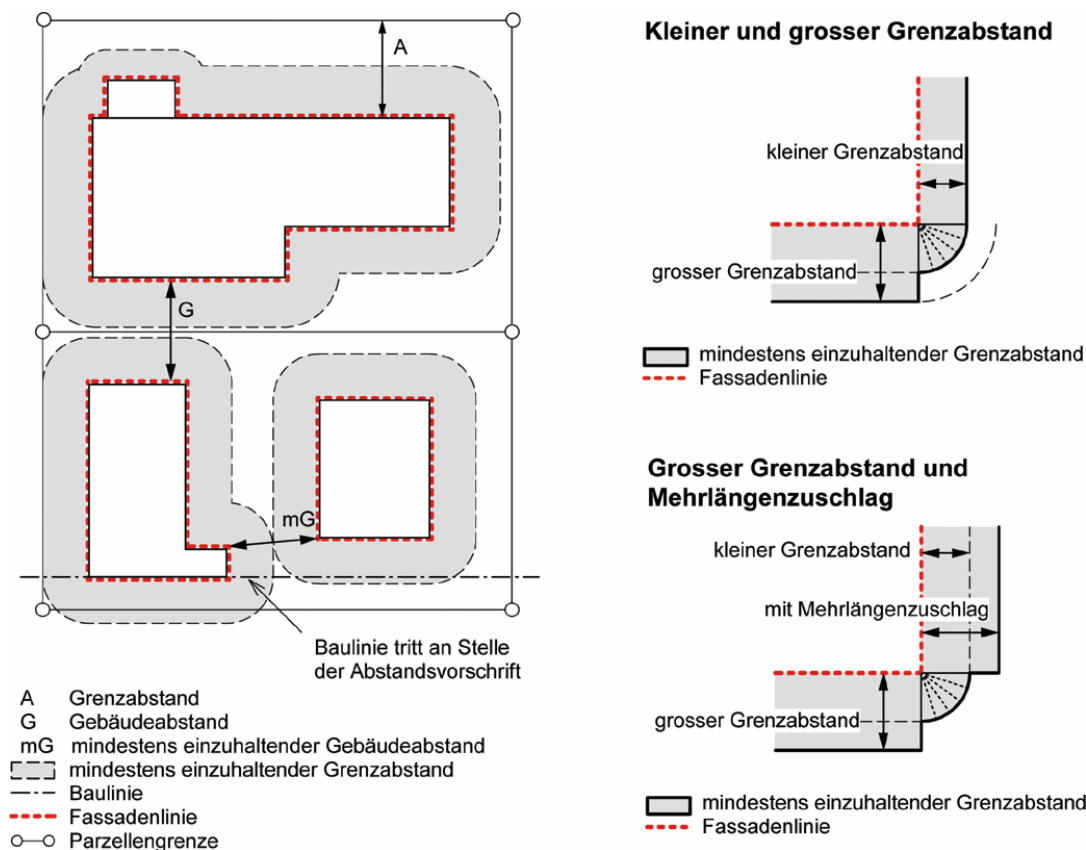 A
G
mG
Baulinie tritt an Stelle
der Abstandsvorschrift
A Grenzabstand
G Gebäudeabstand
mG mindestens einzuhaltender Gebäudeabstand
mindestens einzuhaltender Grenzabstand
Baulinie
Fassadenlinie
Parzellengrenze
Kleiner und grosser Grenzabstand
kleiner Grenzabstand
grosser Grenzabstand
mindestens einzuhaltender Grenzabstand
Fassadenlinie
Grosser Grenzabstand und
Mehrlängenzuschlag
kleiner Grenzabstand
mit Mehrlängenzuschlag
grosser Grenzabstand
mindestens einzuhaltender Grenzabstand
Fassadenlinie